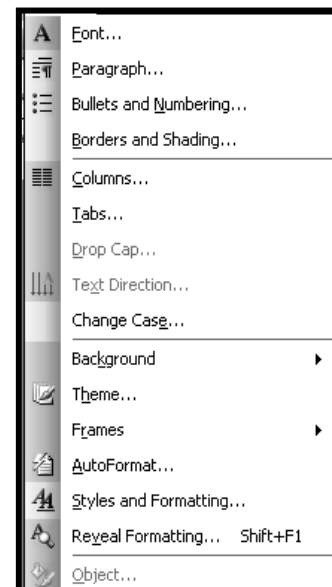 Font...
Paragraph...
Bullets and Numbering...
Borders and Shading...
Columns...
Tabs...
Drop Cap...
Text Direction...
Change Case...
Background
Theme...
Frames
AutoFormat...
Styles and Formatting...
Reveal Formatting... Shift+F1
Object...